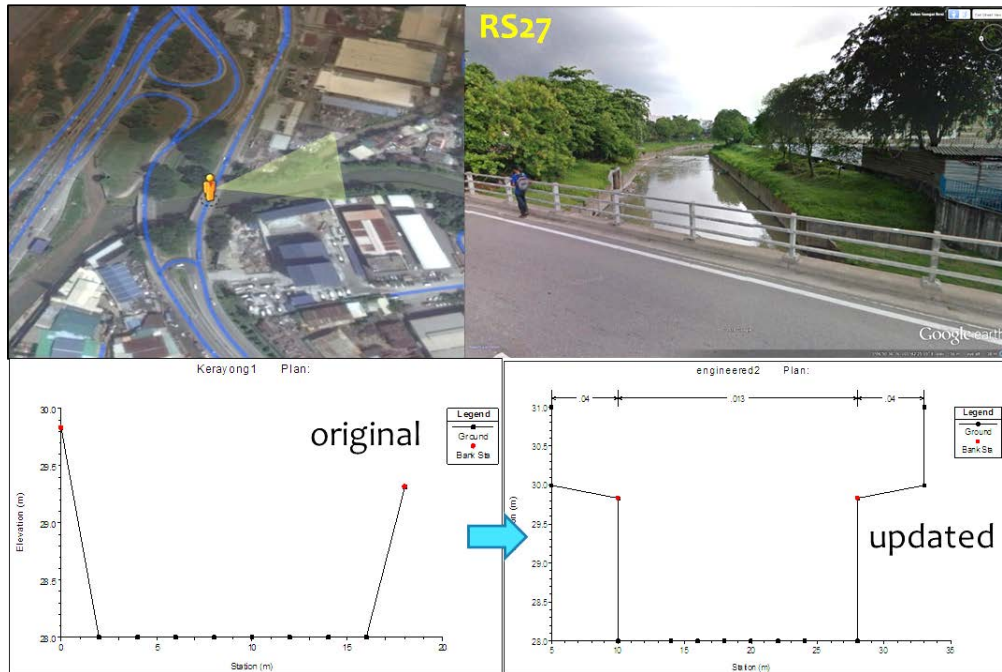 RS27
Google earth
Kerayong1 Plan:
original
Legend
Ground
Bank Sta
Elevation (m)
30.0
29.5
29.0
28.5
28.0
0
5
10
15
20
Station (m)
engineered2 Plan:
.04
.013
.04
updated
Legend
Ground
Bank Sta
31.0
30.5
30.0
29.5
29.0
28.5
28.0
5
10
15
20
25
30
35
Station (m)